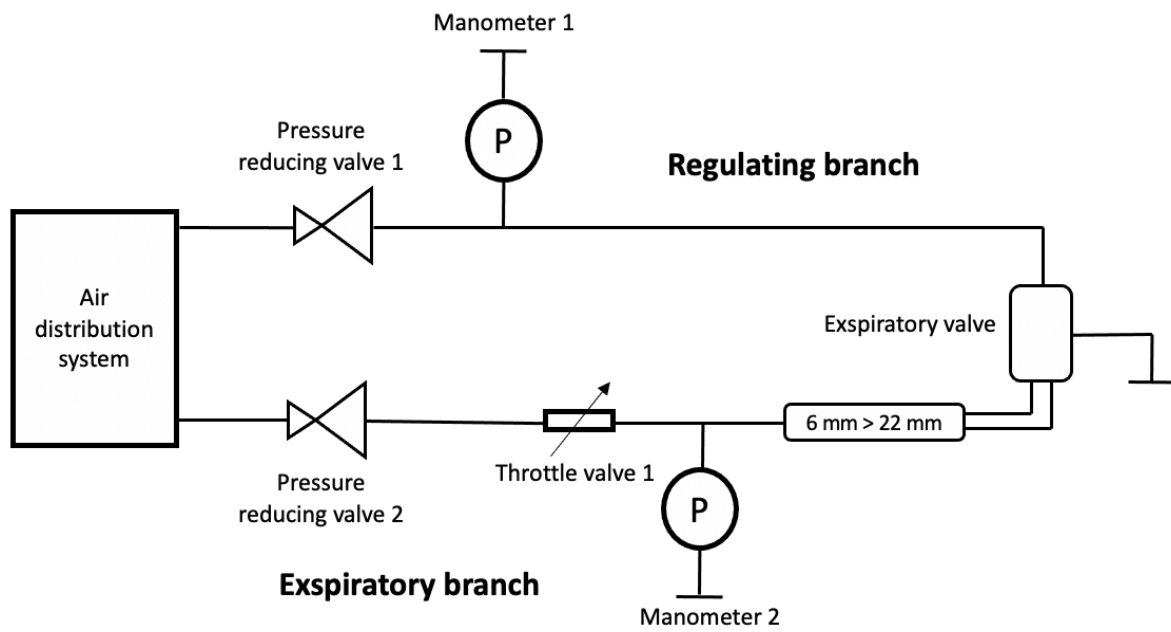 Manometer 1
P
Pressure
reducing valve 1
Regulating branch
Air
distribution
system
Exspiratory valve
6 mm > 22 mm
Throttle valve 1
Pressure
reducing valve 2
P
Exspiratory branch
Manometer 2